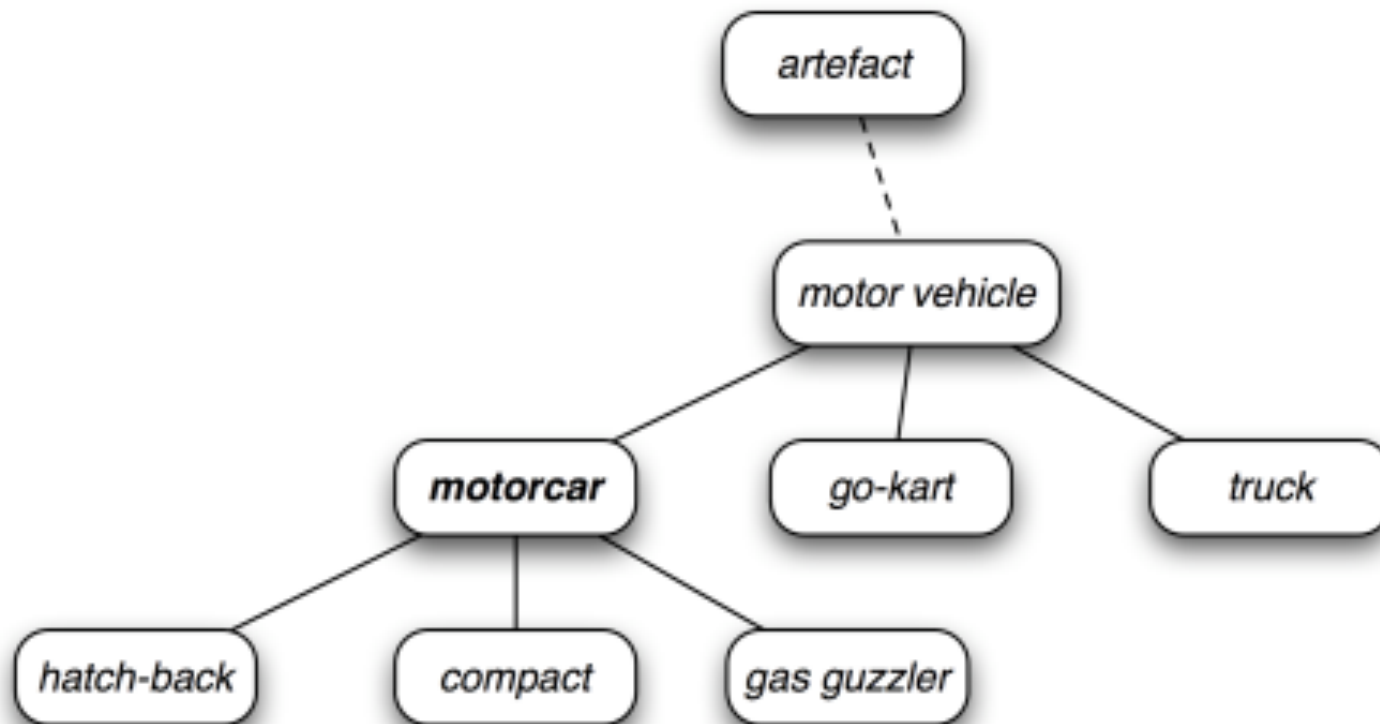 artefact
motor vehicle
motorcar
go-kart
truck
hatch-back
compact
gas guzzler